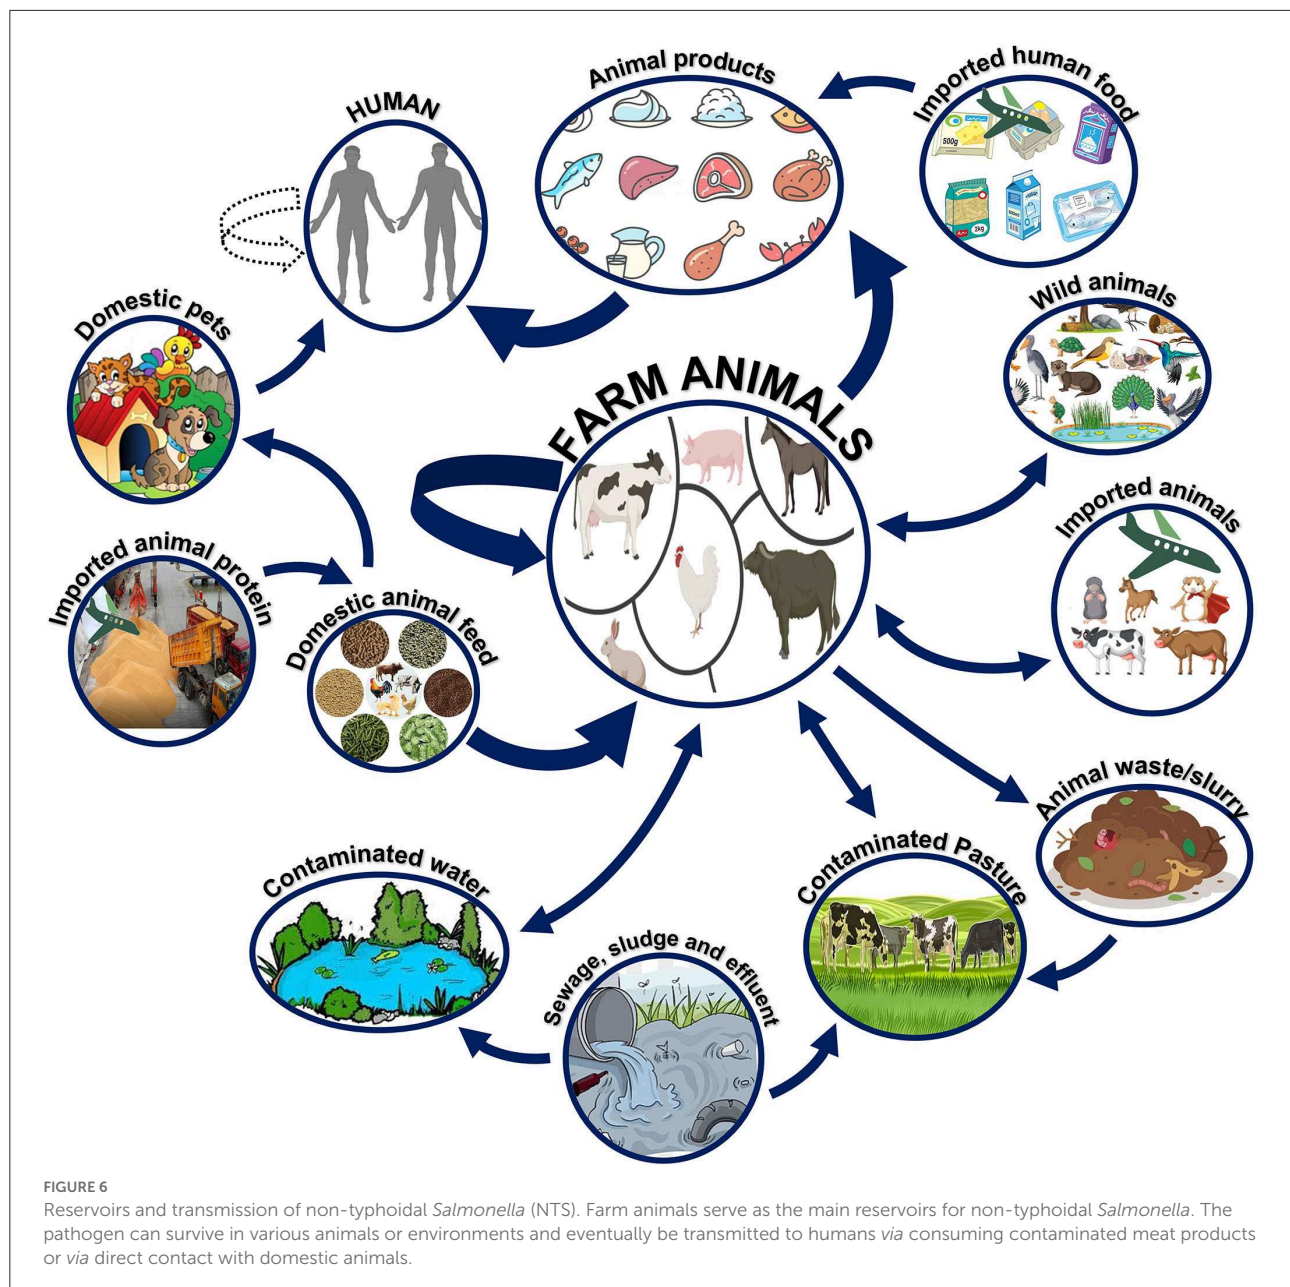 HUMAN
Animal products
Imported human food
500g
2kg
500ml
Domestic pets
Wild animals
FARM ANIMALS
Imported animals
Imported animal protein
Domestic animal feed
Animal waste/slurry
Contaminated water
Contaminated Pasture
Sewage, sludge and effluent
FIGURE 6
Reservoirs and transmission of non-typhoidal Salmonella (NTS). Farm animals serve as the main reservoirs for non-typhoidal Salmonella. The
pathogen can survive in various animals or environments and eventually be transmitted to humans via consuming contaminated meat products
or via direct contact with domestic animals.